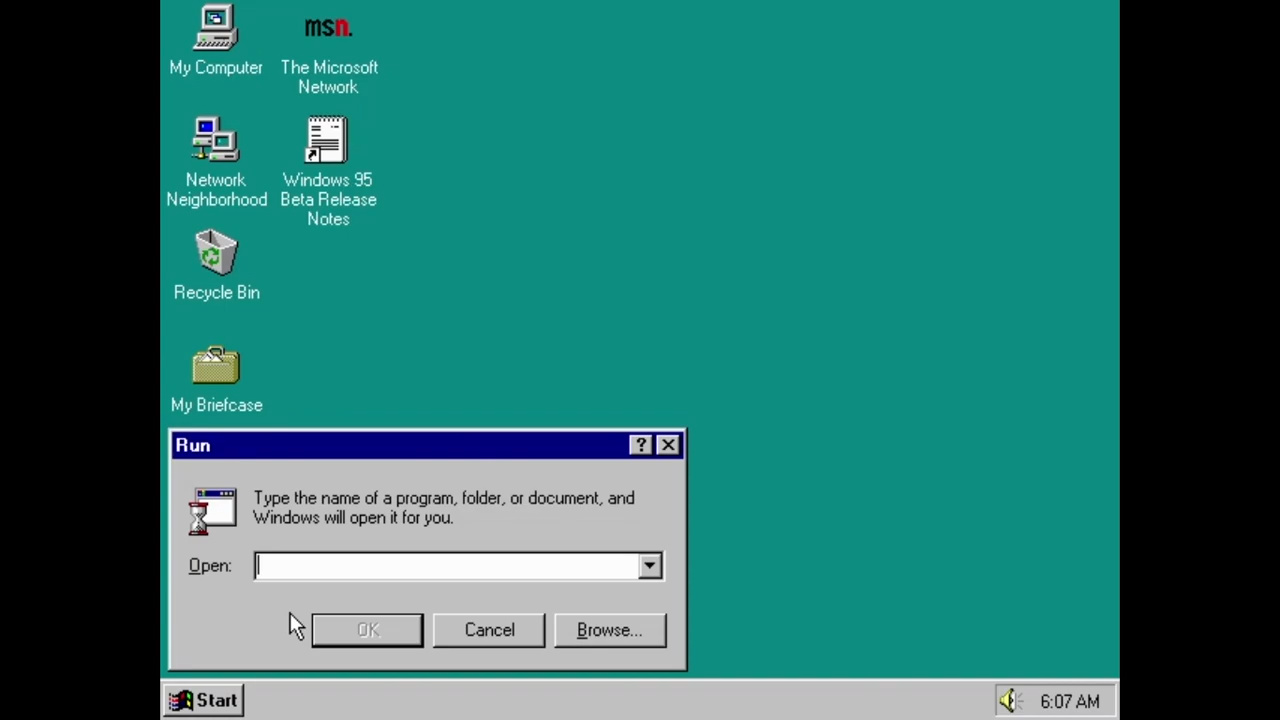 msn.
My Computer
The Microsoft
Network
Network
Neighborhood
Windows 95
Beta Release
Notes
Recycle Bin
My Briefcase
Run
?
Type the name of a program, folder, or document, and
Windows will open it for you.
Open:
OK
Cancel
Browse...
Start
6:07 AM